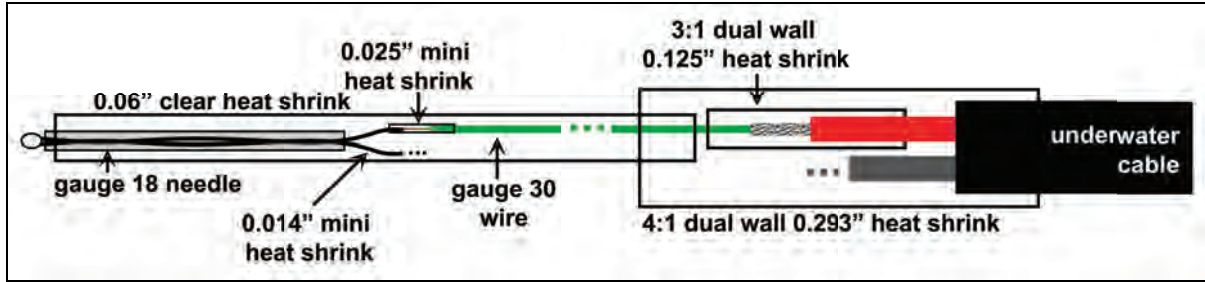 3:1 dual wall
0.125” heat shrink
0.025” mini
heat shrink
0.06” clear heat shrink
underwater
cable
gauge 18 needle
gauge 30
wire
0.014” mini
heat shrink
4:1 dual wall 0.293” heat shrink